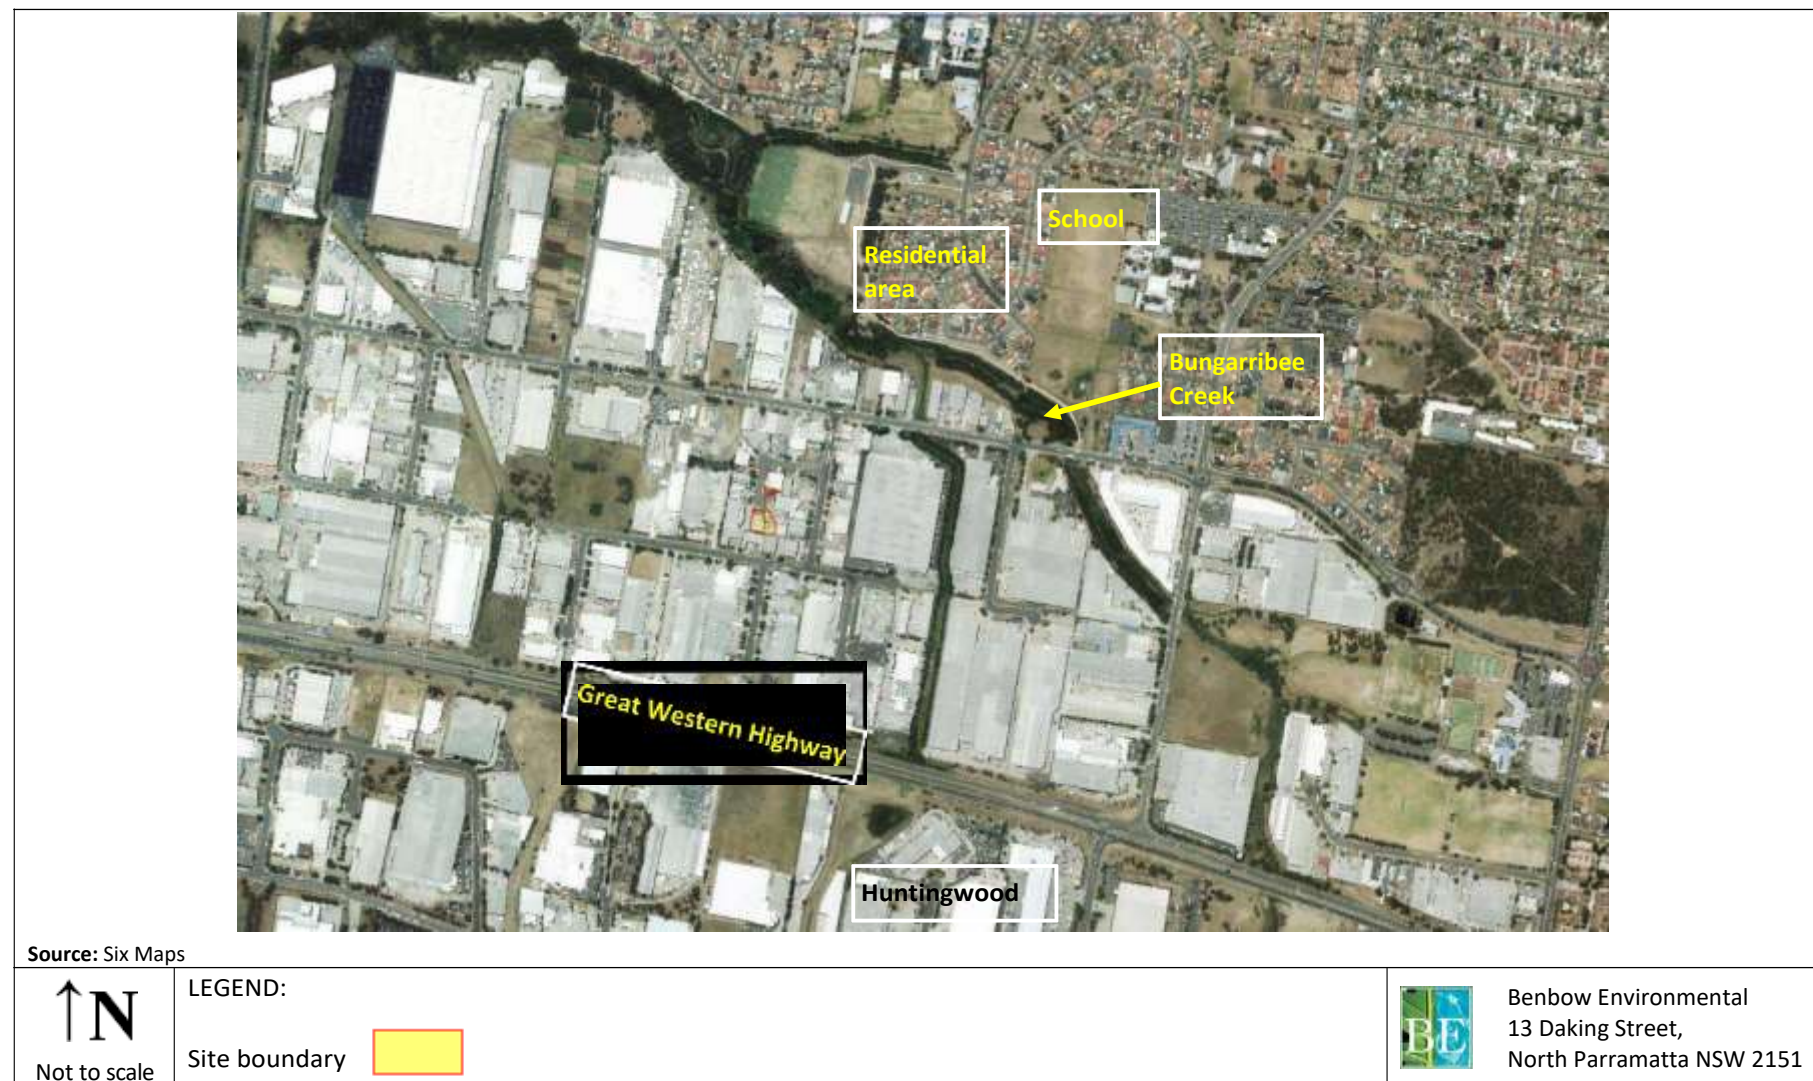 School
Residential
area
Bungarribee
Creek
Great Western Highway
Huntingwood
Source: Six Maps
N
Not to scale
LEGEND:
Site boundary
BE
Benbow Environmental
13 Daking Street,
North Parramatta NSW 2151